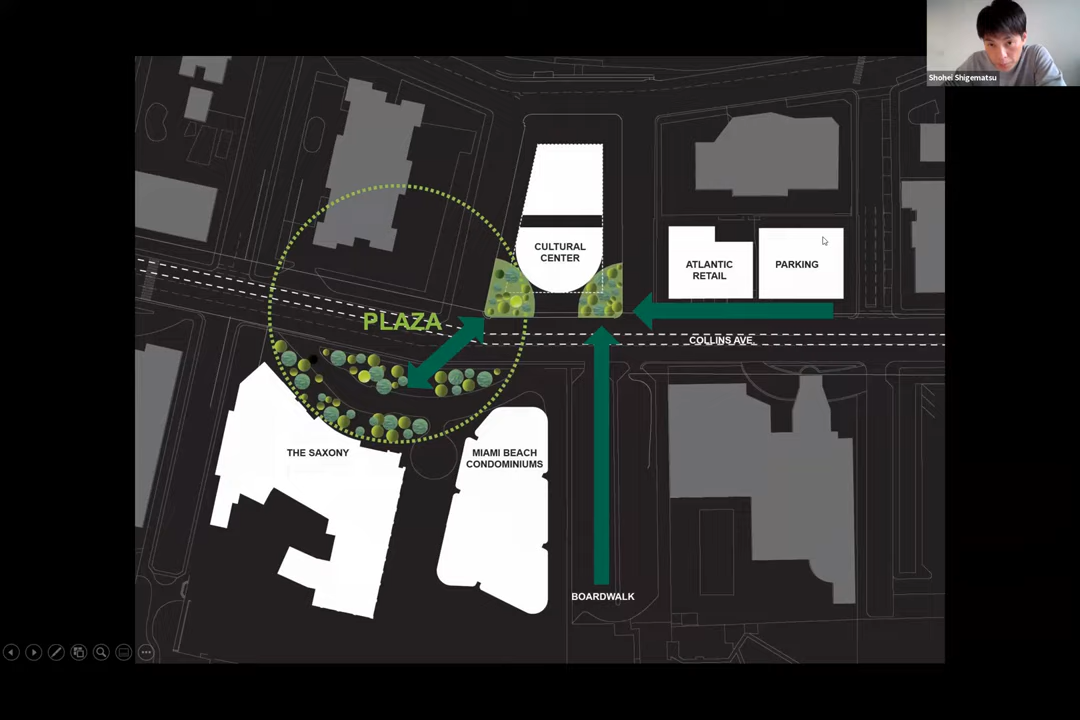 Shohei Shigematsu
CULTURAL
CENTER
ATLANTIC
RETAIL
PARKING
PLAZA
COLLINS AVE.
THE SAXONY
MIAMI BEACH
CONDOMINIUMS
BOARDWALK